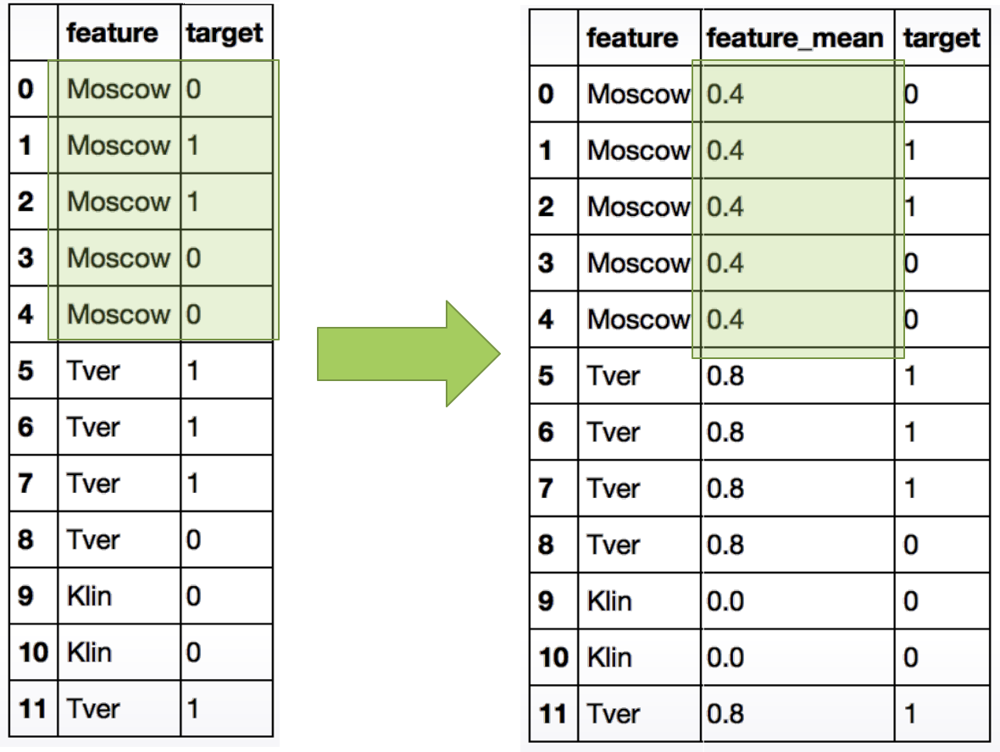 feature target
0 Moscow 0
1 Moscow 1
2 Moscow 1
3 Moscow 0
4 Moscow 0
5 Tver 1
6 Tver 1
7 Tver 1
8 Tver 0
9 Klin 0
10 Klin 0
11 Tver 1
feature feature_mean target
0 Moscow 0.4 0
1 Moscow 0.4 1
2 Moscow 0.4 1
3 Moscow 0.4 0
4 Moscow 0.4 0
5 Tver 0.8 1
6 Tver 0.8 1
7 Tver 0.8 1
8 Tver 0.8 0
9 Klin 0.0 0
10 Klin 0.0 0
11 Tver 0.8 1